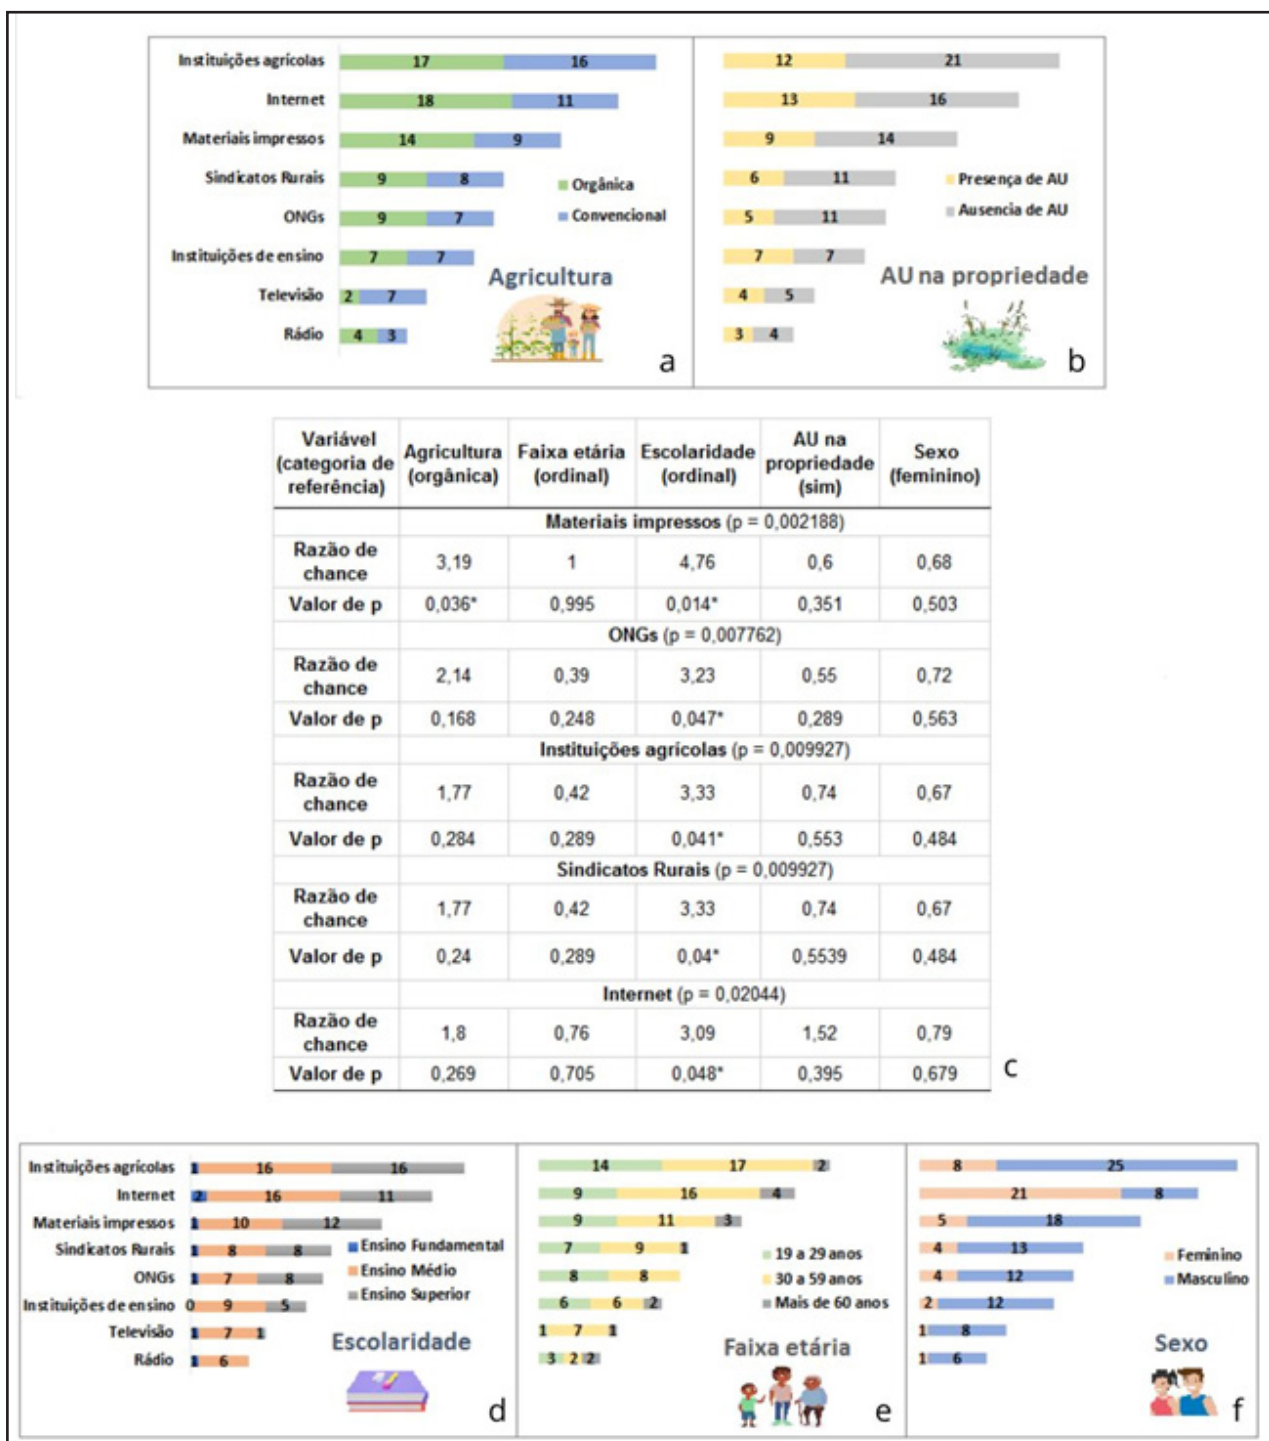 Instituições agrícolas 17 16
Internet 18 11
Materiais impressos 14 9
Sindicatos Rurais 9 8
ONGs 9 7
Instituições de ensino 7 7
Televisão 2 7
Rádio 4 3
Orgânica
Convencional
Agricultura
a
12 21
13 16
9 14
6 11
5 11
7 7
4 5
3 4
Presença de AU
Ausencia de AU
AU na propriedade
b
Variável (categoria de referência) Agricultura (orgânica) Faixa etária (ordinal) Escolaridade (ordinal) AU na propriedade (sim) Sexo (feminino)
Materiais impressos (p = 0,002188)
Razão de chance 3,19 1 4,76 0,6 0,68
Valor de p 0,036* 0,995 0,014* 0,351 0,503
ONGs (p = 0,007762)
Razão de chance 2,14 0,39 3,23 0,55 0,72
Valor de p 0,168 0,248 0,047* 0,289 0,563
Instituições agrícolas (p = 0,009927)
Razão de chance 1,77 0,42 3,33 0,74 0,67
Valor de p 0,284 0,289 0,041* 0,553 0,484
Sindicatos Rurais (p = 0,009927)
Razão de chance 1,77 0,42 3,33 0,74 0,67
Valor de p 0,24 0,289 0,04* 0,5539 0,484
Internet (p = 0,02044)
Razão de chance 1,8 0,76 3,09 1,52 0,79
Valor de p 0,269 0,705 0,048* 0,395 0,679
c
Instituições agrícolas 1 16 16
Internet 2 16 11
Materiais impressos 1 10 12
Sindicatos Rurais 1 8 8
ONGs 1 7 8
Instituições de ensino 0 9 5
Televisão 1 7 1
Rádio 1 6
Ensino Fundamental
Ensino Médio
Ensino Superior
Escolaridade
d
14 17 2
9 16 4
9 11 3
7 9 1
8 8
6 6 2
1 7 1
3 2 2
19 a 29 anos
30 a 59 anos
Mais de 60 anos
Faixa etária
e
8 25
21 8
5 18
4 13
4 12
2 12
1 8
1 6
Feminino
Masculino
Sexo
f